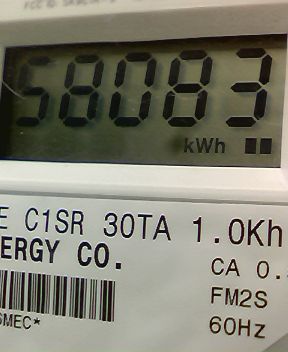 58083
kWh
E C1SR 30TA 1.0Kh
ERGY CO.
CA 0.
FM2S
60Hz
SMEC*